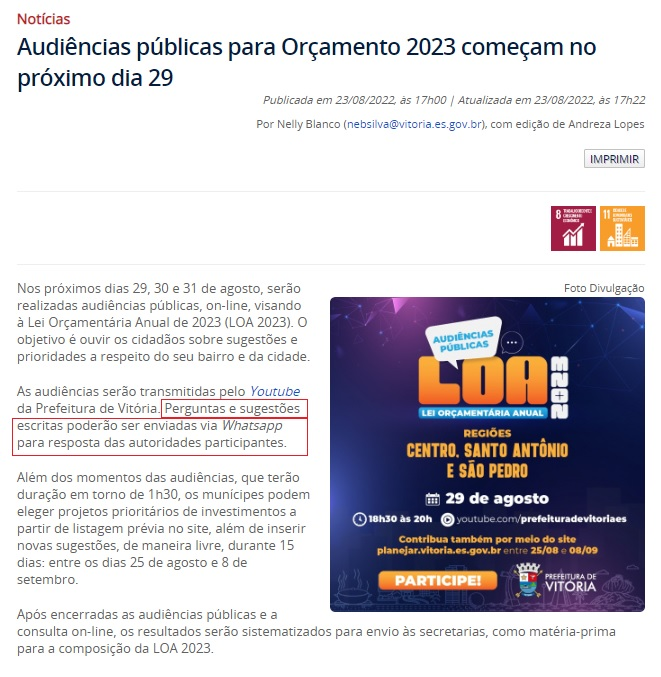 Notícias
Audiências públicas para Orçamento 2023 começam no
próximo dia 29
Publicada em 23/08/2022, às 17h00 | Atualizada em 23/08/2022, às 17h22
Por Nelly Blanco (nebsilva@vitoria.es.gov.br), com edição de Andreza Lopes
IMPRIMIR
8 TRABALHO DECENTE E
CRESCIMENTO
ECONÔMICO
11
Foto Divulgação
Nos próximos dias 29, 30 e 31 de agosto, serão
realizadas audiências públicas, on-line, visando
à Lei Orçamentária Anual de 2023 (LOA 2023). O
objetivo é ouvir os cidadãos sobre sugestões e
prioridades a respeito do seu bairro e da cidade.
As audiências serão transmitidas pelo Youtube
da Prefeitura de Vitória. Perguntas e sugestões
escritas poderão ser enviadas via Whatsapp
para resposta das autoridades participantes.
Além dos momentos das audiências, que terão
duração em torno de 1h30, os munícipes podem
eleger projetos prioritários de investimentos a
partir de listagem prévia no site, além de inserir
novas sugestões, de maneira livre, durante 15
dias: entre os dias 25 de agosto e 8 de
setembro.
Após encerradas as audiências públicas e a
consulta on-line, os resultados serão sistematizados para envio às secretarias, como matéria-prima
para a composição da LOA 2023.
AUDIÊNCIAS
PÚBLICAS
LOA 2023
LEI ORÇAMENTÁRIA ANUAL
REGIÕES
CENTRO, SANTO ANTÔNIO
E SÃO PEDRO
29 de agosto
18h30 às 20h youtube.com/prefeituradevitoriaes
Contribua também por meio do site
planejar.vitoria.es.gov.br entre 25/08 e 08/09
PARTICIPE!
PREFEITURA DE
VITÓRIA